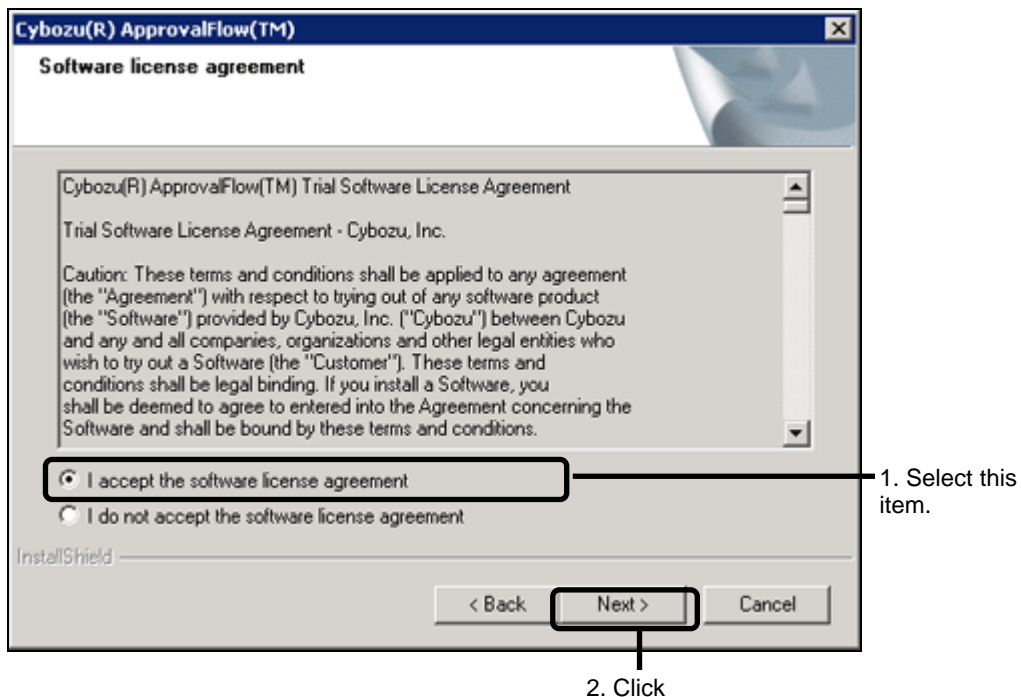 Cybozu(R) ApprovalFlow(TM)
Software license agreement
Cybozu(R) ApprovalFlow(TM) Trial Software License Agreement
Trial Software License Agreement - Cybozu, Inc.
Caution: These terms and conditions shall be applied to any agreement
(the "Agreement") with respect to trying out of any software product
(the "Software") provided by Cybozu, Inc. ("Cybozu") between Cybozu
and any and all companies, organizations and other legal entities who
wish to try out a Software (the "Customer"). These terms and
conditions shall be legal binding. If you install a Software, you
shall be deemed to agree to entered into the Agreement concerning the
Software and shall be bound by these terms and conditions.
I accept the software license agreement
1. Select this
item.
I do not accept the software license agreement
InstallShield
< Back
Next >
Cancel
2. Click